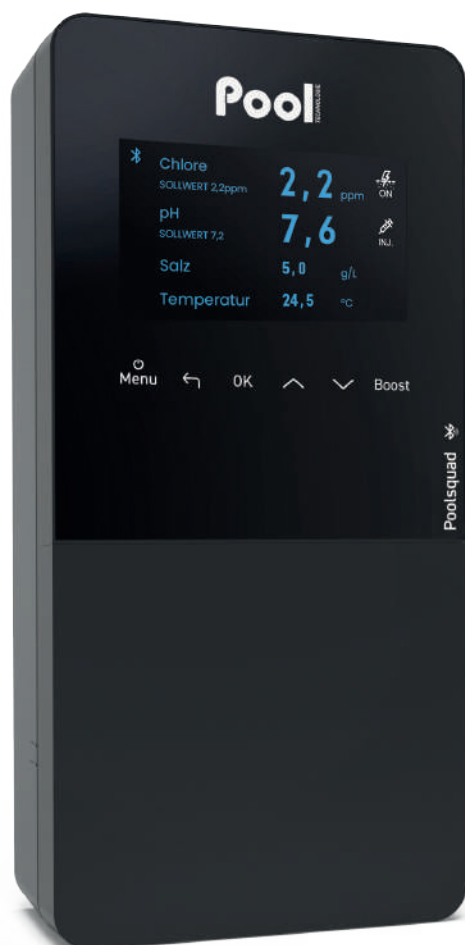 Pool
TECHNOLOGIE
Chlore
SOLLWERT 2,2ppm
2,2 ppm
ON
pH
SOLLWERT 7,2
7,6
INJ.
Salz 5,0 g/L
Temperatur 24,5 °C
Menu OK Boost
Poolsquad